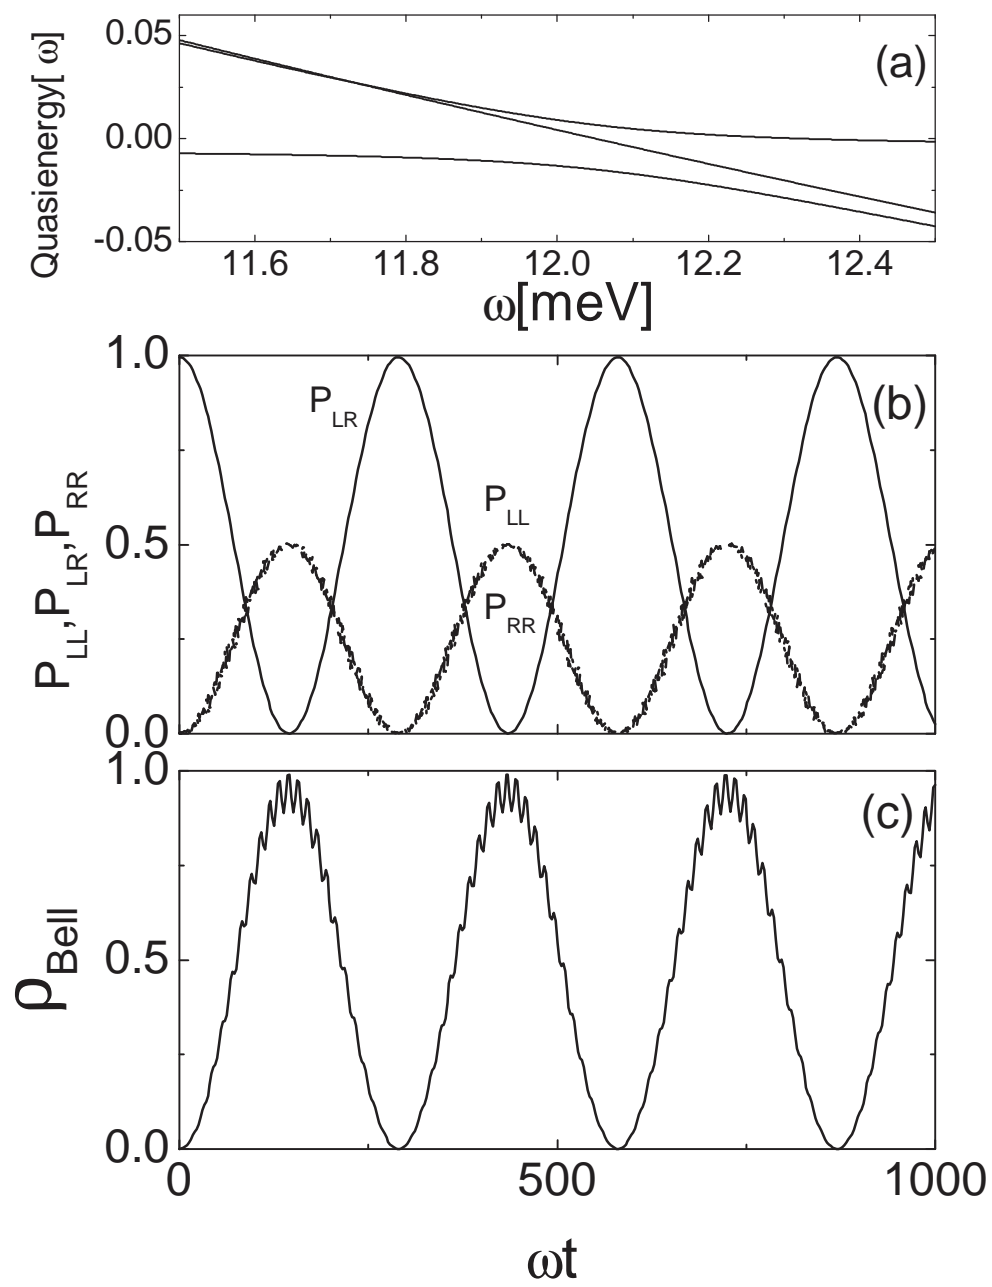 0.05
0.00
-0.05
Quasienergy[ ω]
(a)
11.6 11.8 12.0 12.2 12.4
ω[meV]
1.0
0.5
0.0
P_LL,P_LR,P_RR
P_LR
P_LL
P_RR
(b)
1.0
0.5
0.0
ρ_Bell
(c)
0 500 1000
ωt